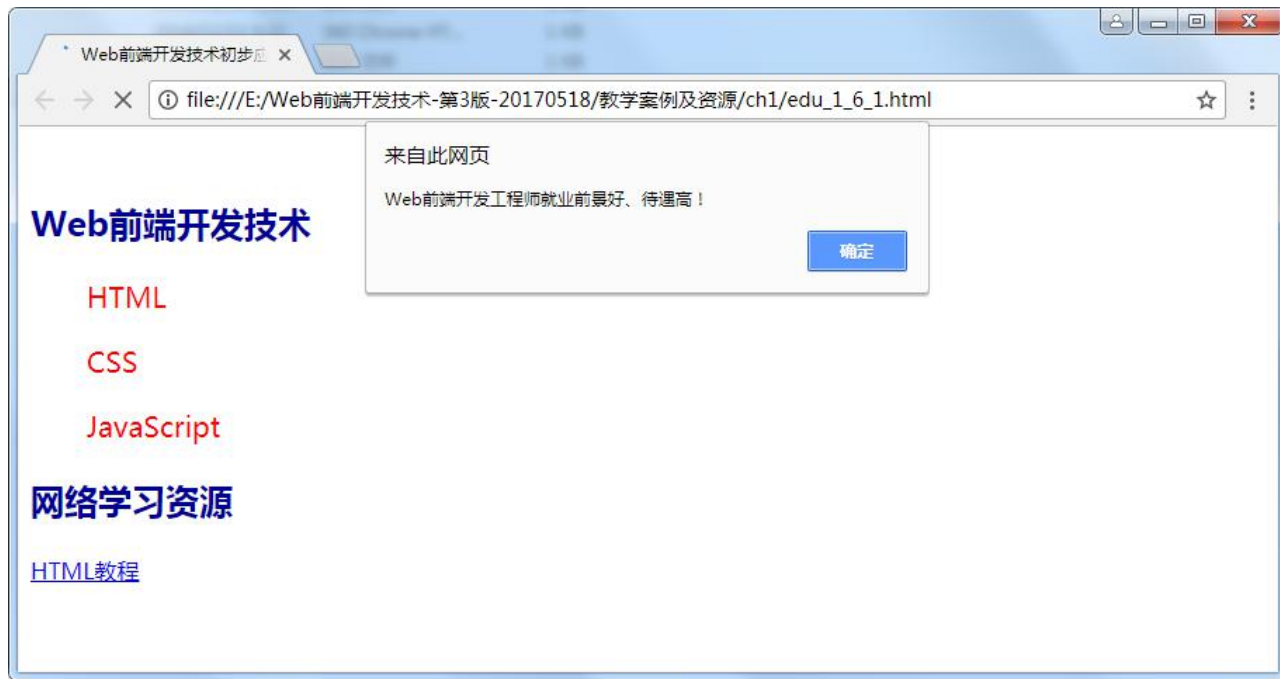 Web前端开发技术初步应
file:///E:/Web前端开发技术-第3版-20170518/教学案例及资源/ch1/edu_1_6_1.html
来自此网页
Web前端开发工程师就业前景好、待遇高！
确定
Web前端开发技术
HTML
CSS
JavaScript
网络学习资源
HTML教程